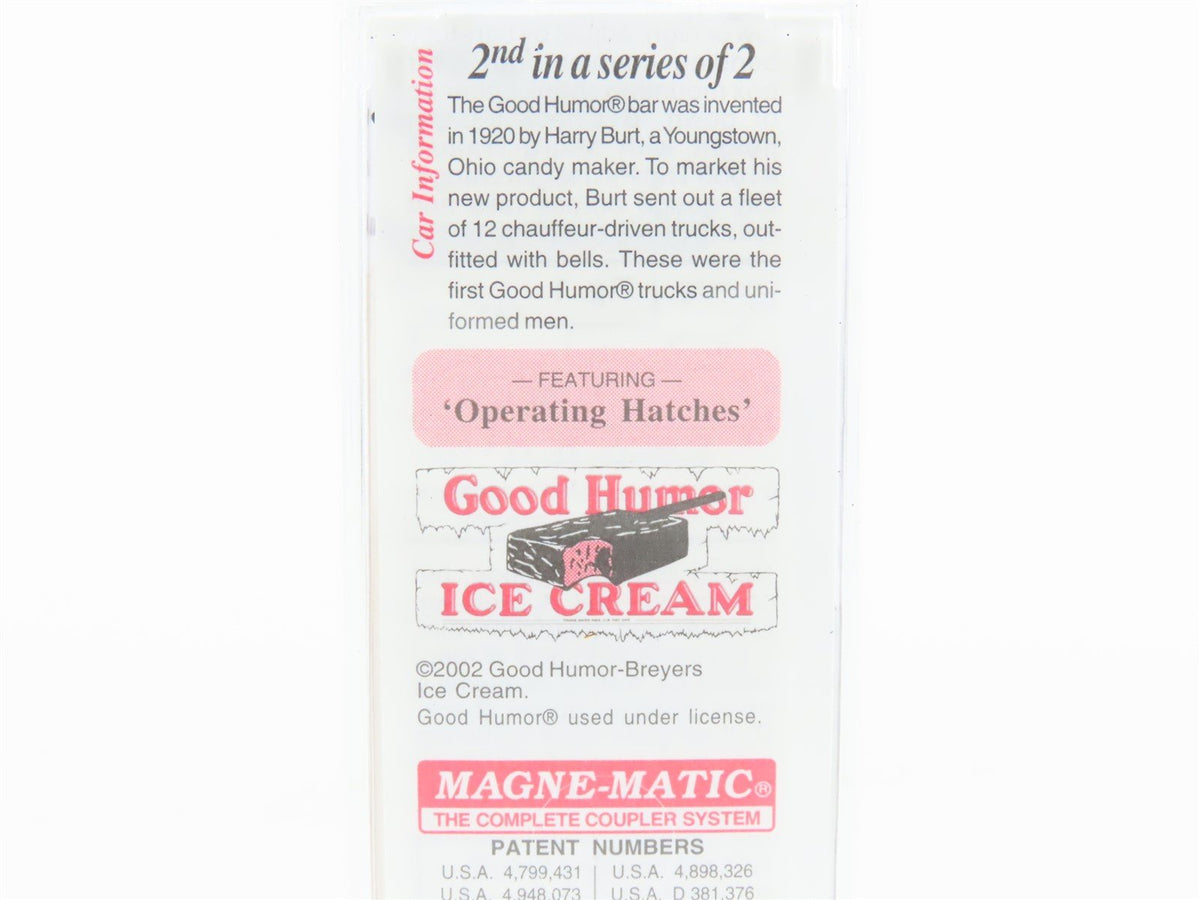 2nd in a series of 2
Car Information
The Good Humor® bar was invented
in 1920 by Harry Burt, a Youngstown,
Ohio candy maker. To market his
new product, Burt sent out a fleet
of 12 chauffeur-driven trucks, out-
fitted with bells. These were the
first Good Humor® trucks and uni-
formed men.
— FEATURING —
‘Operating Hatches’
Good Humor
ICE CREAM
©2002 Good Humor-Breyers
Ice Cream.
Good Humor® used under license.
MAGNE-MATIC®
THE COMPLETE COUPLER SYSTEM
PATENT NUMBERS
U.S.A. 4,799,431 | U.S.A. 4,898,326
U.S.A. 4,948,073 | U.S.A. D 381,376